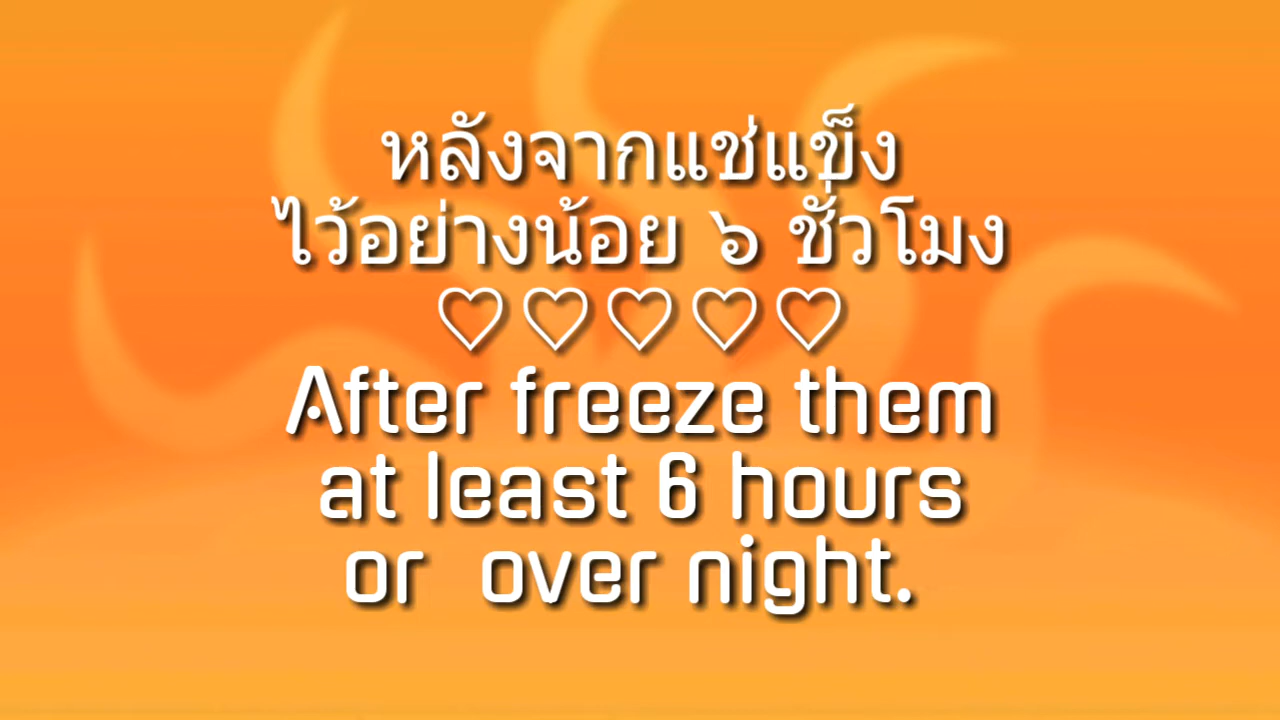 หลังจากแช่แข็ง
ไว้อย่างน้อย ๖ ชั่วโมง
♡♡♡♡♡
After freeze them
at least 6 hours
or over night.